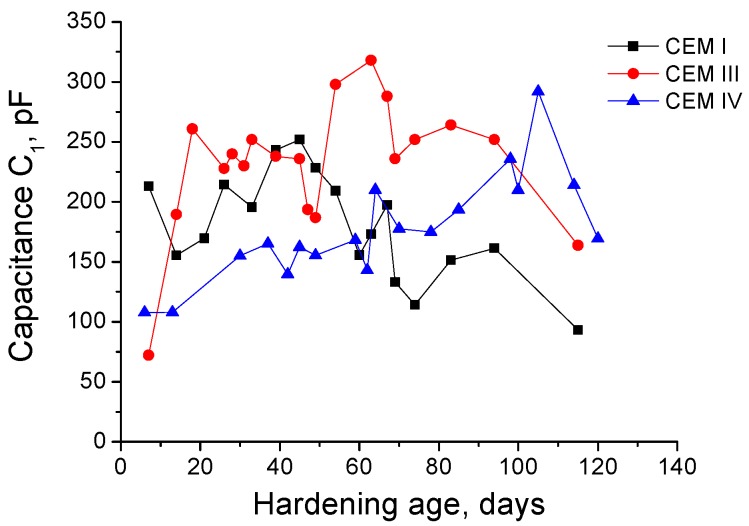 350
300
250
200
150
100
50
0
Capacitance C₁, pF
0 20 40 60 80 100 120 140
Hardening age, days
CEM I
CEM III
CEM IV